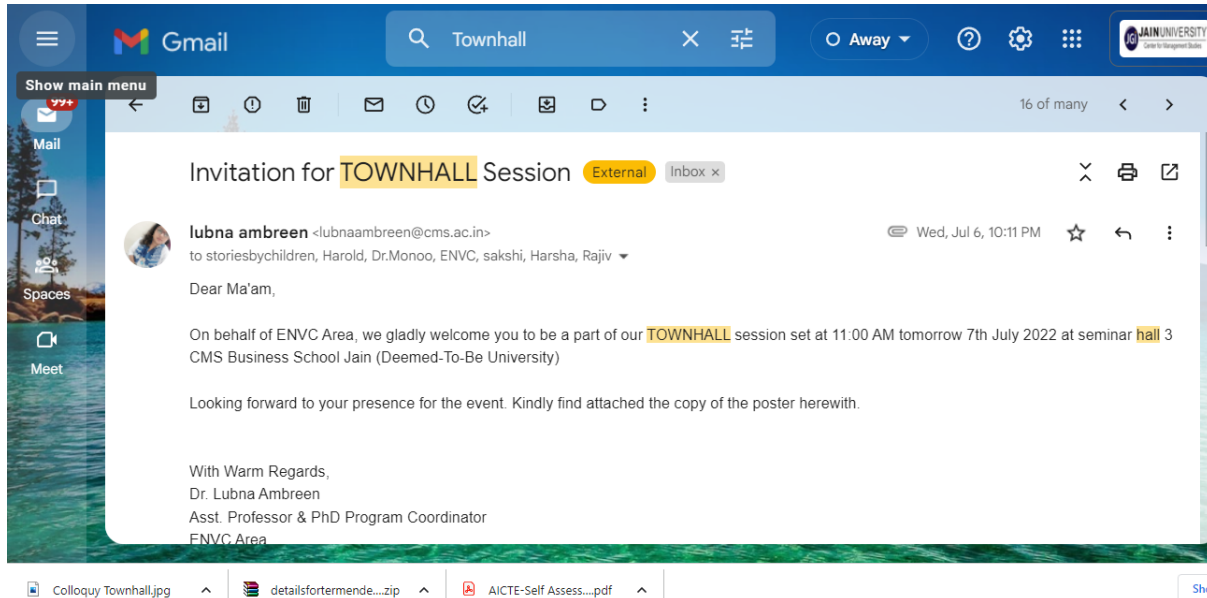 Gmail
Townhall
Away
JGI JAIN UNIVERSITY
Center for Management Studies
Show main menu
99+
16 of many
Mail
Invitation for TOWNHALL Session External Inbox ×
Chat
lubna ambreen <lubnaambreen@cms.ac.in>
Wed, Jul 6, 10:11 PM
to storiesbychildren, Harold, Dr.Monoo, ENVC, sakshi, Harsha, Rajiv
Spaces
Dear Ma'am,
On behalf of ENVC Area, we gladly welcome you to be a part of our TOWNHALL session set at 11:00 AM tomorrow 7th July 2022 at seminar hall 3
CMS Business School Jain (Deemed-To-Be University)
Meet
Looking forward to your presence for the event. Kindly find attached the copy of the poster herewith.
With Warm Regards,
Dr. Lubna Ambreen
Asst. Professor & PhD Program Coordinator
ENVC Area
Colloquy Townhall.jpg
detailsfortermende....zip
AICTE-Self Assess....pdf
Sh